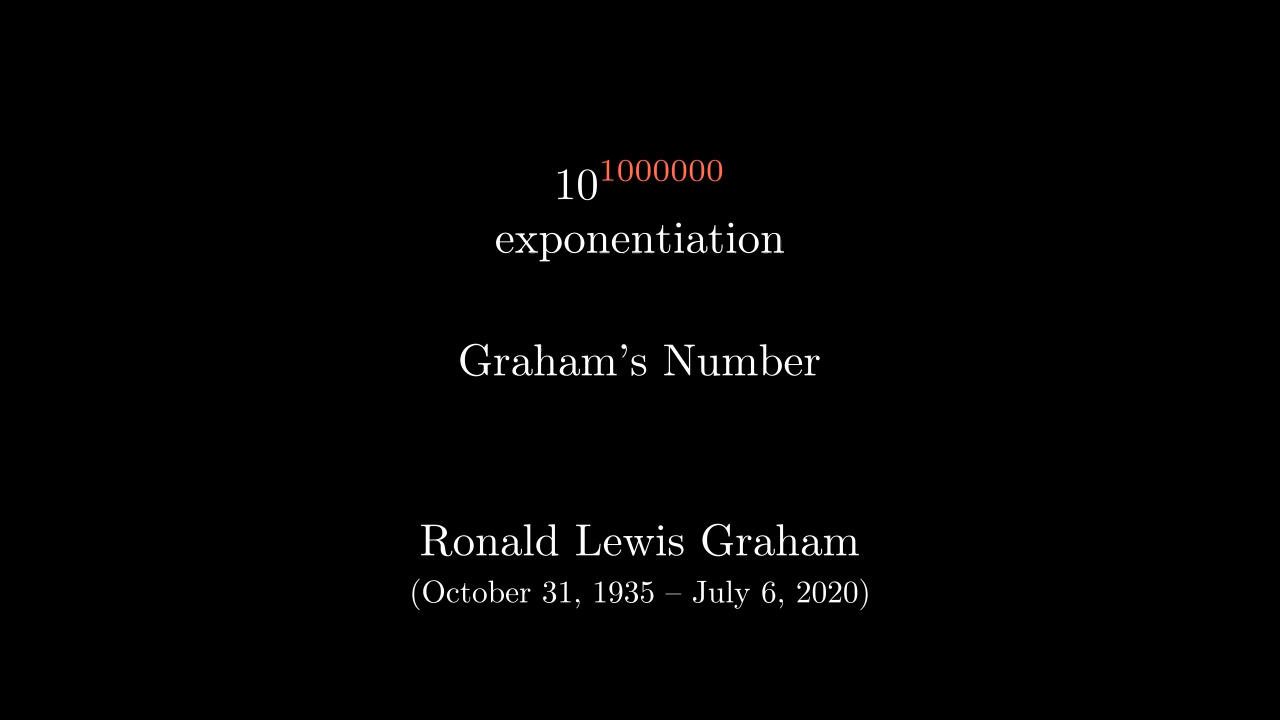 10^1000000
exponentiation
Graham's Number
Ronald Lewis Graham
(October 31, 1935 – July 6, 2020)